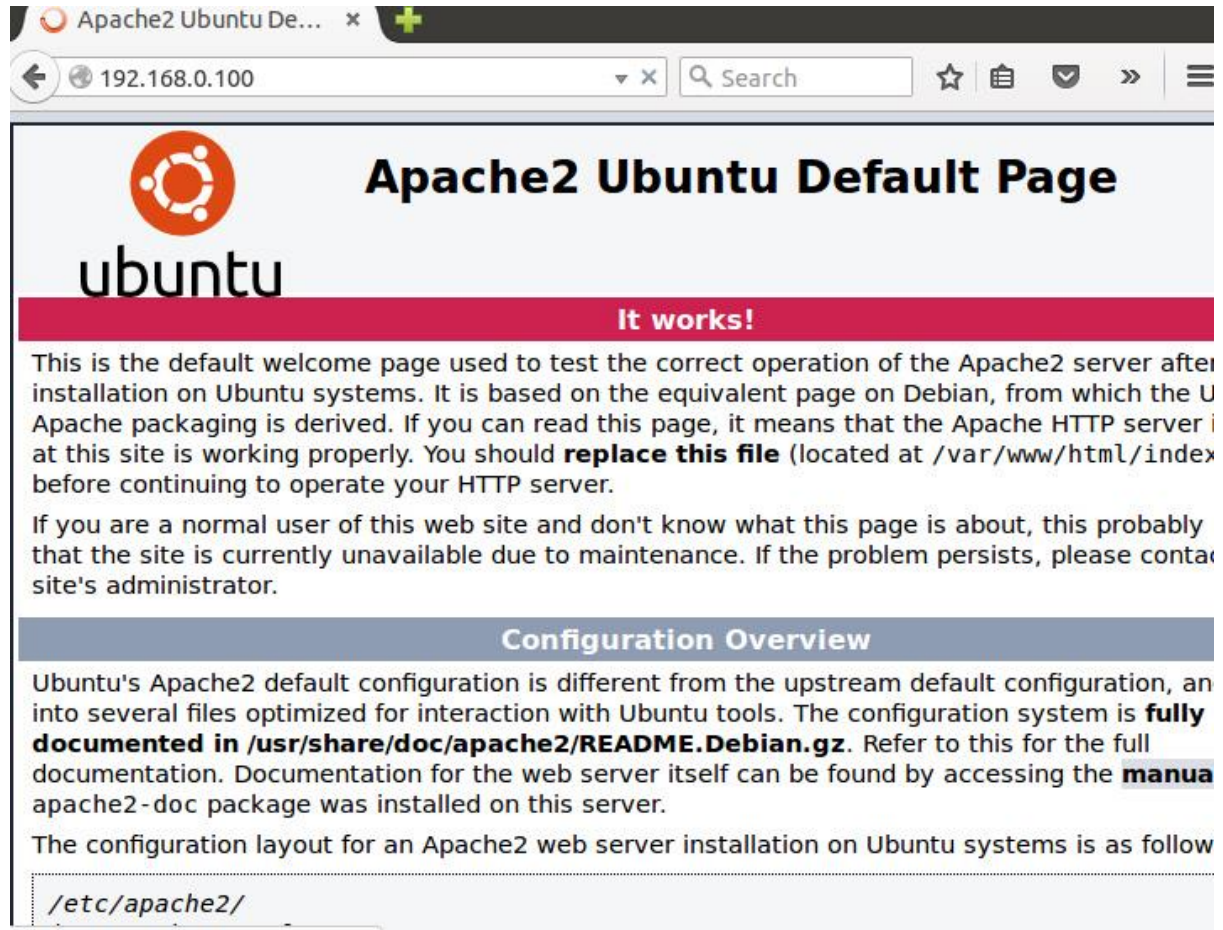 Apache2 Ubuntu De...
192.168.0.100
Search
ubuntu
Apache2 Ubuntu Default Page
It works!
This is the default welcome page used to test the correct operation of the Apache2 server after
installation on Ubuntu systems. It is based on the equivalent page on Debian, from which the U
Apache packaging is derived. If you can read this page, it means that the Apache HTTP server i
at this site is working properly. You should replace this file (located at /var/www/html/index
before continuing to operate your HTTP server.
If you are a normal user of this web site and don't know what this page is about, this probably
that the site is currently unavailable due to maintenance. If the problem persists, please contac
site's administrator.
Configuration Overview
Ubuntu's Apache2 default configuration is different from the upstream default configuration, an
into several files optimized for interaction with Ubuntu tools. The configuration system is fully
documented in /usr/share/doc/apache2/README.Debian.gz. Refer to this for the full
documentation. Documentation for the web server itself can be found by accessing the manua
apache2-doc package was installed on this server.
The configuration layout for an Apache2 web server installation on Ubuntu systems is as follow
/etc/apache2/